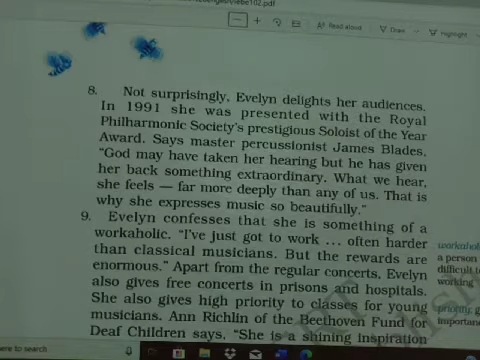 102.pdf
Read aloud
Draw
Highlight
8. Not surprisingly, Evelyn delights her audiences.
In 1991 she was presented with the Royal
Philharmonic Society's prestigious Soloist of the Year
Award. Says master percussionist James Blades,
"God may have taken her hearing but he has given
her back something extraordinary. What we hear,
she feels — far more deeply than any of us. That is
why she expresses music so beautifully."
9. Evelyn confesses that she is something of a
workaholic. "I've just got to work ... often harder
than classical musicians. But the rewards are
enormous." Apart from the regular concerts, Evelyn
also gives free concerts in prisons and hospitals.
She also gives high priority to classes for young
musicians. Ann Richlin of the Beethoven Fund for
Deaf Children says, "She is a shining inspiration
workahol
a person
difficult t
working
priority: g
importan
here to search